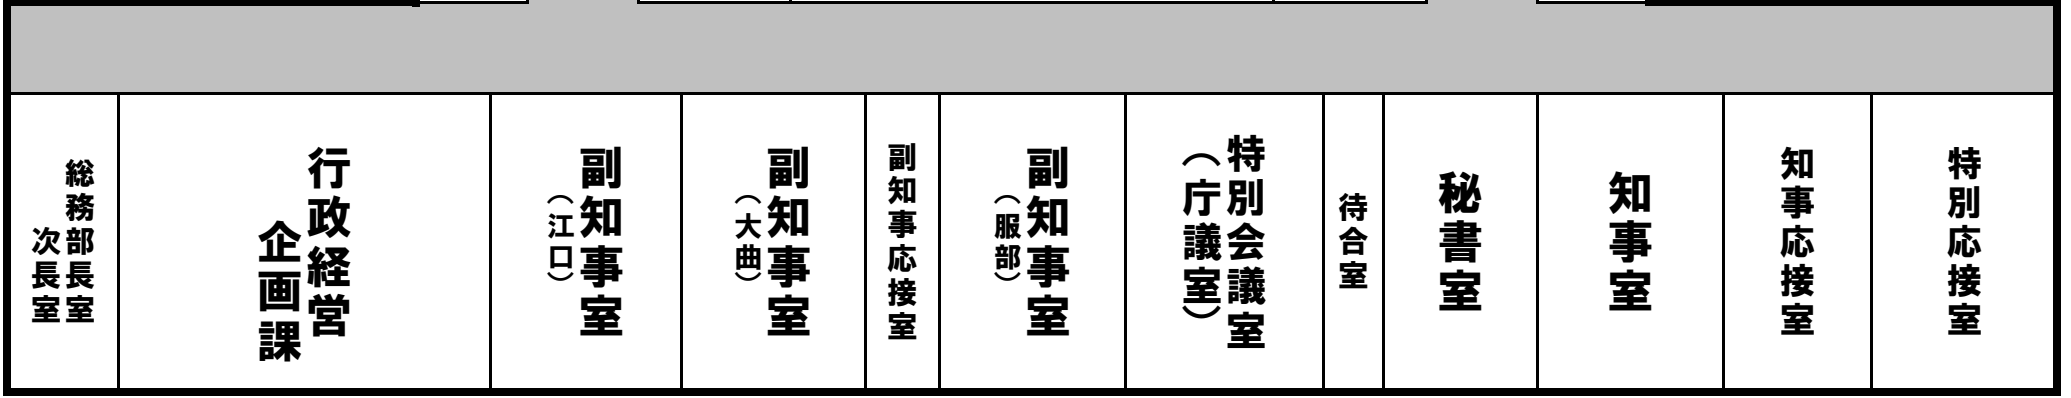 総務部長室
次長室
行政経営
企画課
副知事室
（江口）
副知事室
（大曲）
副知事応接室
副知事室
（服部）
特別会議室
（庁議室）
待合室
秘書室
知事室
知事応接室
特別応接室